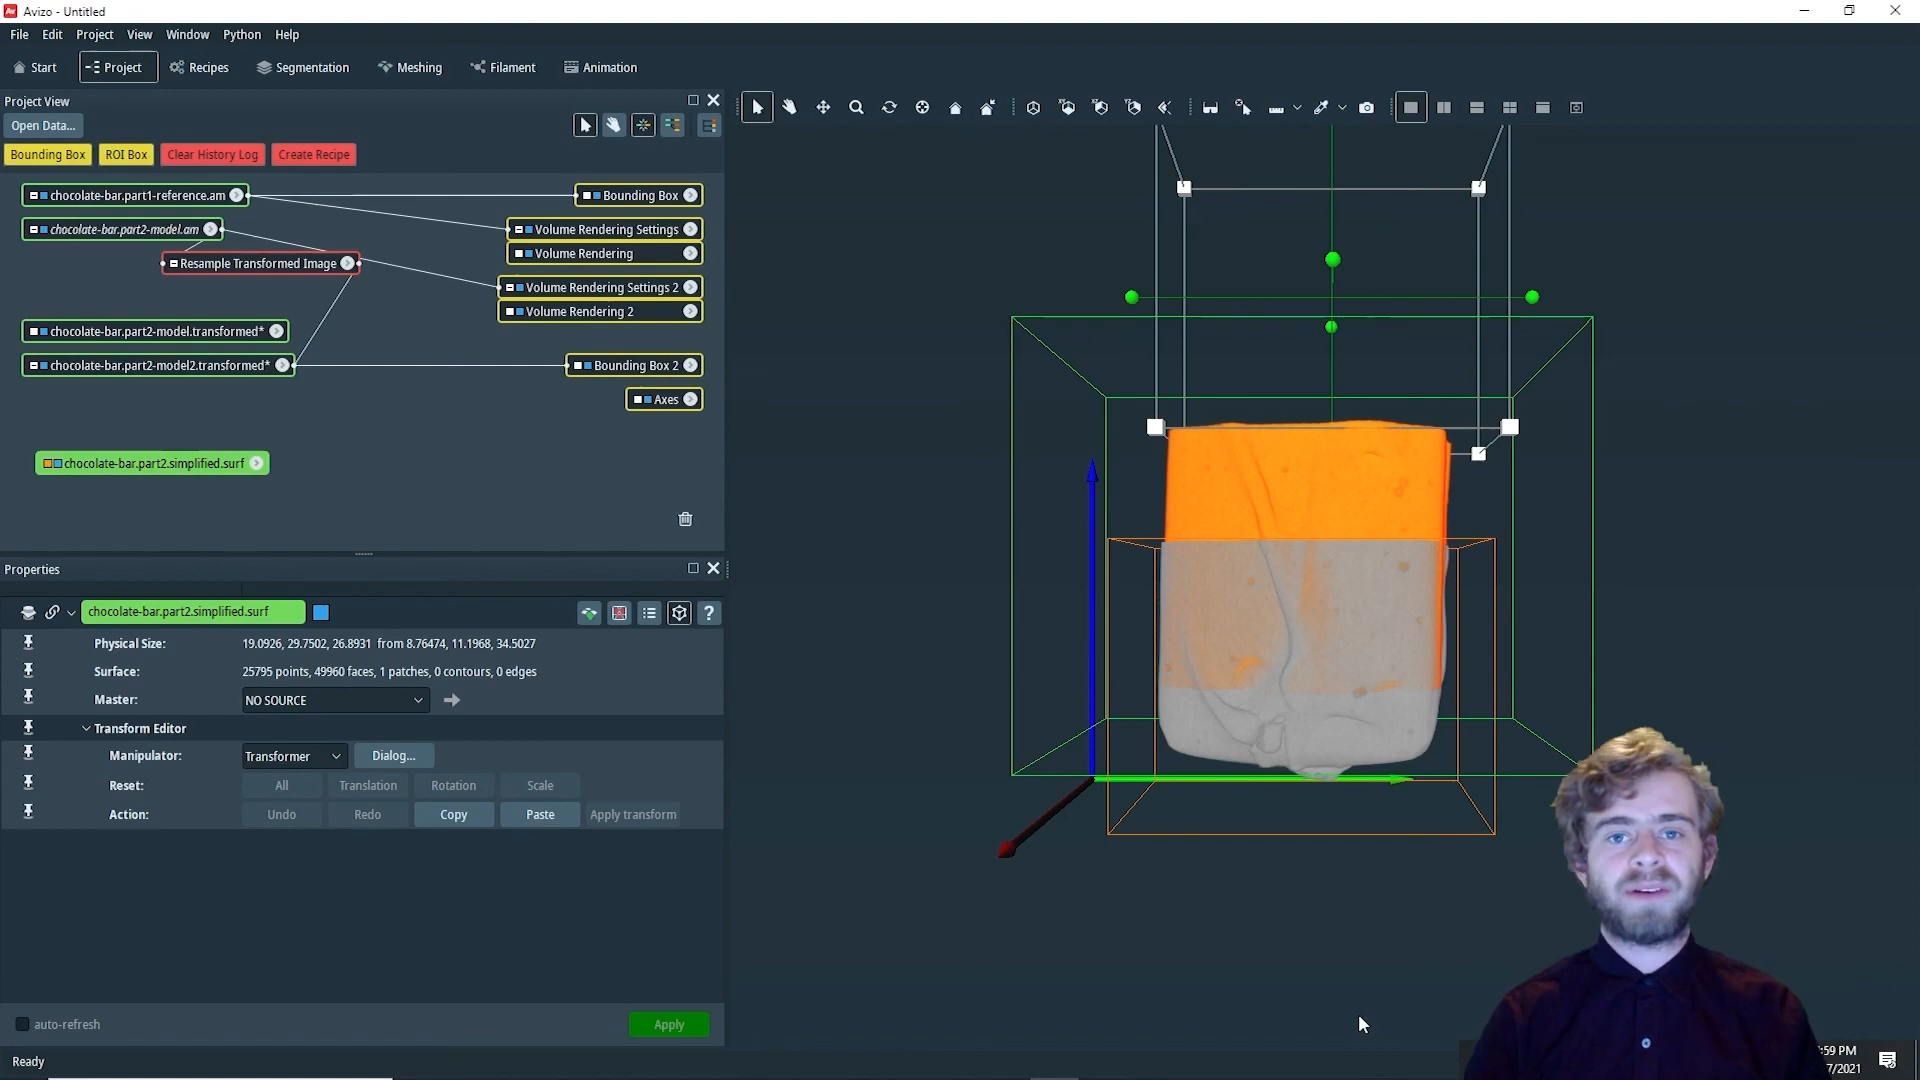 Avizo - Untitled
File Edit Project View Window Python Help
Start Project Recipes Segmentation Meshing Filament Animation
Project View
Open Data...
Bounding Box ROI Box Clear History Log Create Recipe
chocolate-bar.part1-reference.am Bounding Box
chocolate-bar.part2-model.am Volume Rendering Settings
Volume Rendering
Resample Transformed Image
Volume Rendering Settings 2
Volume Rendering 2
chocolate-bar.part2-model.transformed*
chocolate-bar.part2-model2.transformed* Bounding Box 2
Axes
chocolate-bar.part2.simplified.surf
Properties
chocolate-bar.part2.simplified.surf ?
Physical Size: 19.0926, 29.7502, 26.8931 from 8.76474, 11.1968, 34.5027
Surface: 25795 points, 49960 faces, 1 patches, 0 contours, 0 edges
Master: NO SOURCE
Transform Editor
Manipulator: Transformer Dialog...
Reset: All Translation Rotation Scale
Action: Undo Redo Copy Paste Apply transform
auto-refresh Apply
Ready
:59 PM
7/2021